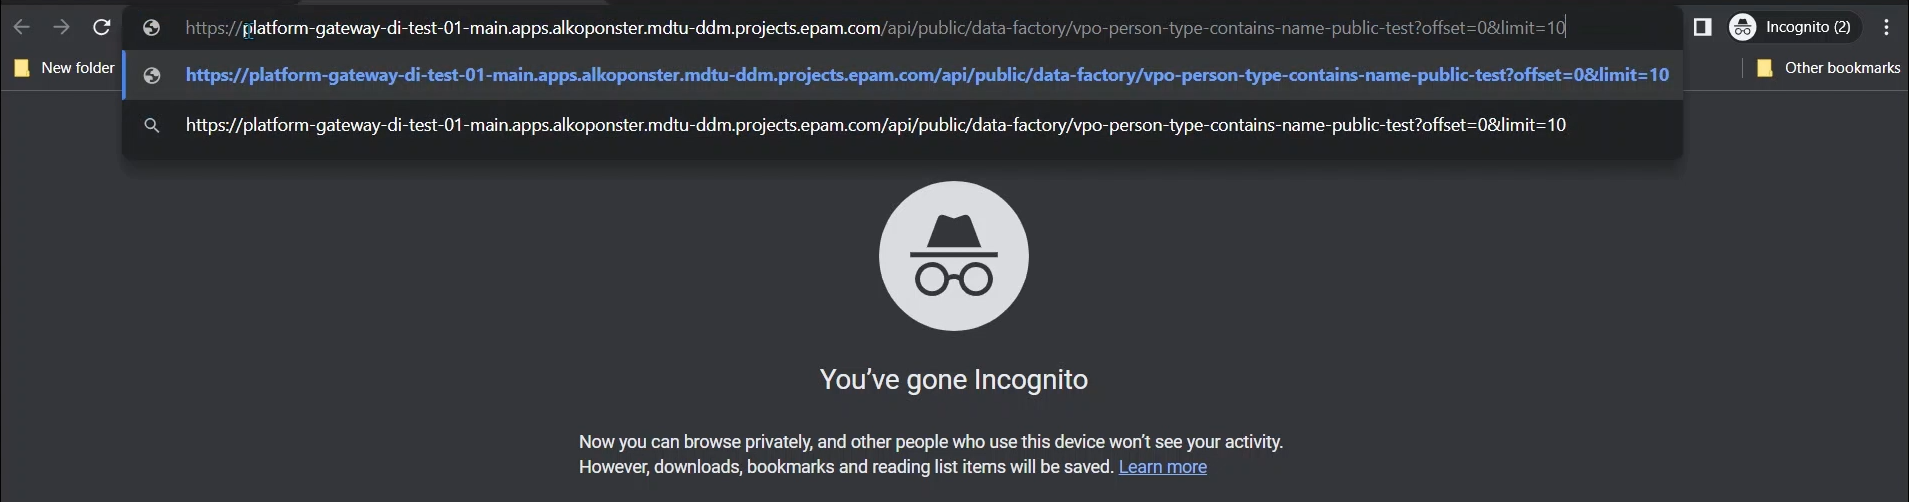 https://platform-gateway-di-test-01-main.apps.alkoponster.mdtu-ddm.projects.epam.com/api/public/data-factory/vpo-person-type-contains-name-public-test?offset=0&limit=10
Incognito (2)
New folder
https://platform-gateway-di-test-01-main.apps.alkoponster.mdtu-ddm.projects.epam.com/api/public/data-factory/vpo-person-type-contains-name-public-test?offset=0&limit=10
Other bookmarks
https://platform-gateway-di-test-01-main.apps.alkoponster.mdtu-ddm.projects.epam.com/api/public/data-factory/vpo-person-type-contains-name-public-test?offset=0&limit=10
You’ve gone Incognito
Now you can browse privately, and other people who use this device won’t see your activity.
However, downloads, bookmarks and reading list items will be saved. Learn more